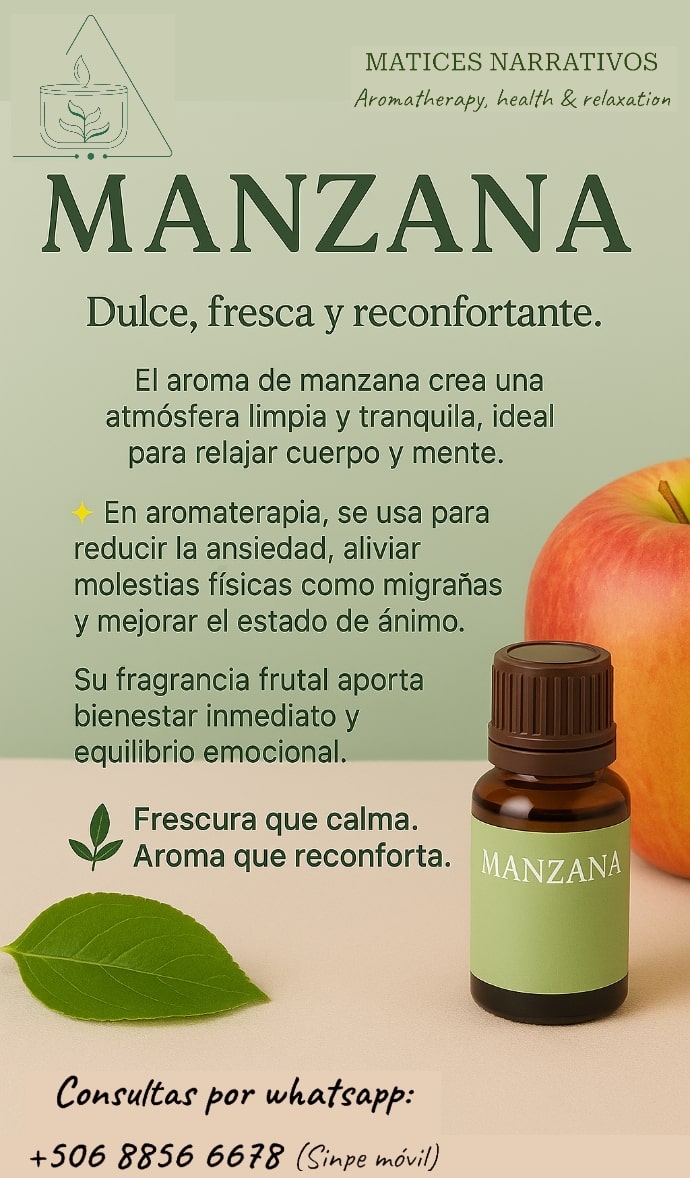 MATICES NARRATIVOS
Aromatherapy, health & relaxation
MANZANA
Dulce, fresca y reconfortante.
El aroma de manzana crea una
atmósfera limpia y tranquila, ideal
para relajar cuerpo y mente.
En aromaterapia, se usa para
reducir la ansiedad, aliviar
molestias físicas como migrañas
y mejorar el estado de ánimo.
Su fragrancia frutal aporta
bienestar inmediato y
equilibrio emocional.
Frescura que calma.
Aroma que reconforta.
MANZANA
Consultas por whatsapp:
+506 8856 6678 (Sinpe móvil)